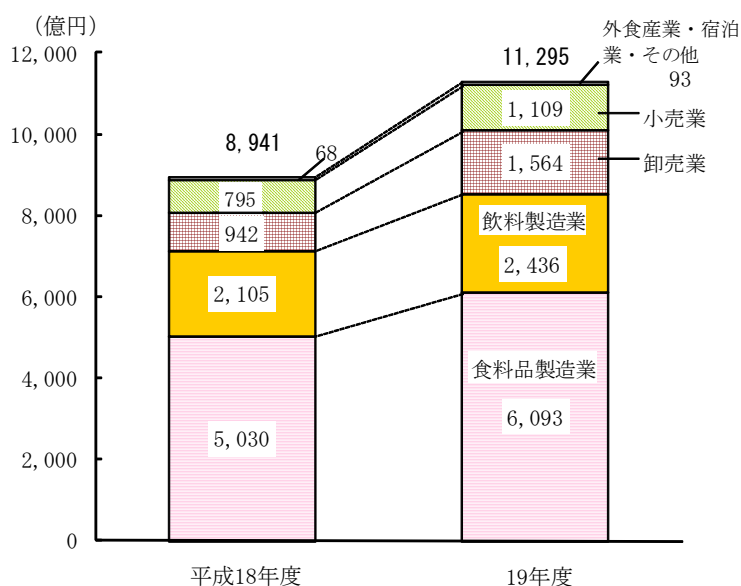 （億円）
12,000
10,000
8,000
6,000
4,000
2,000
0
8,941
68
795
942
2,105
5,030
平成18年度
11,295
外食産業・宿泊
業・その他
93
1,109
小売業
1,564
卸売業
飲料製造業
2,436
食料品製造業
6,093
19年度